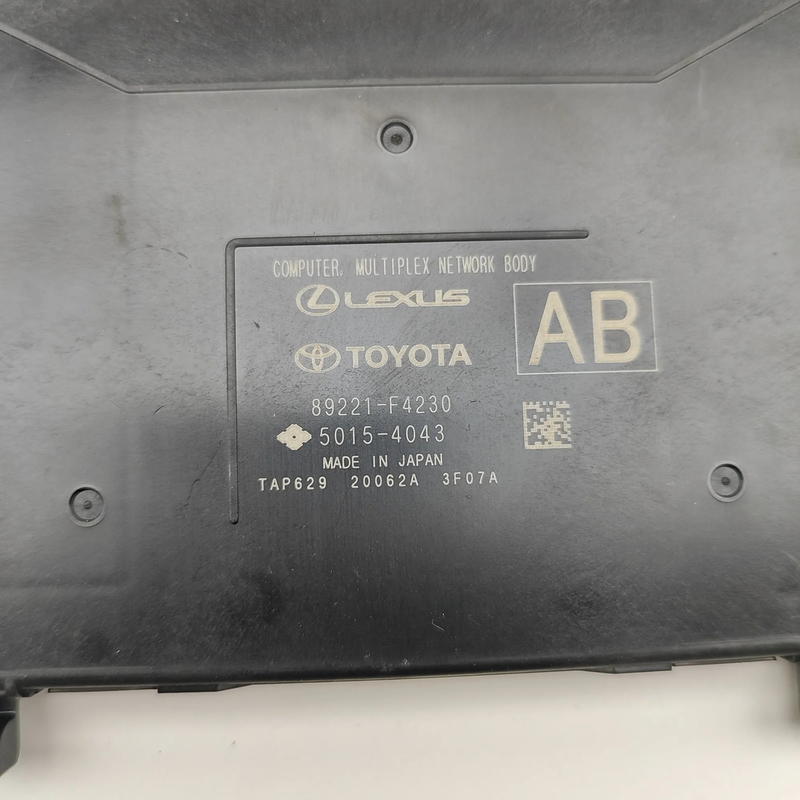 COMPUTER, MULTIPLEX NETWORK BODY
LEXUS
TOYOTA
AB
89221-F4230
5015-4043
MADE IN JAPAN
TAP629 20062A 3F07A